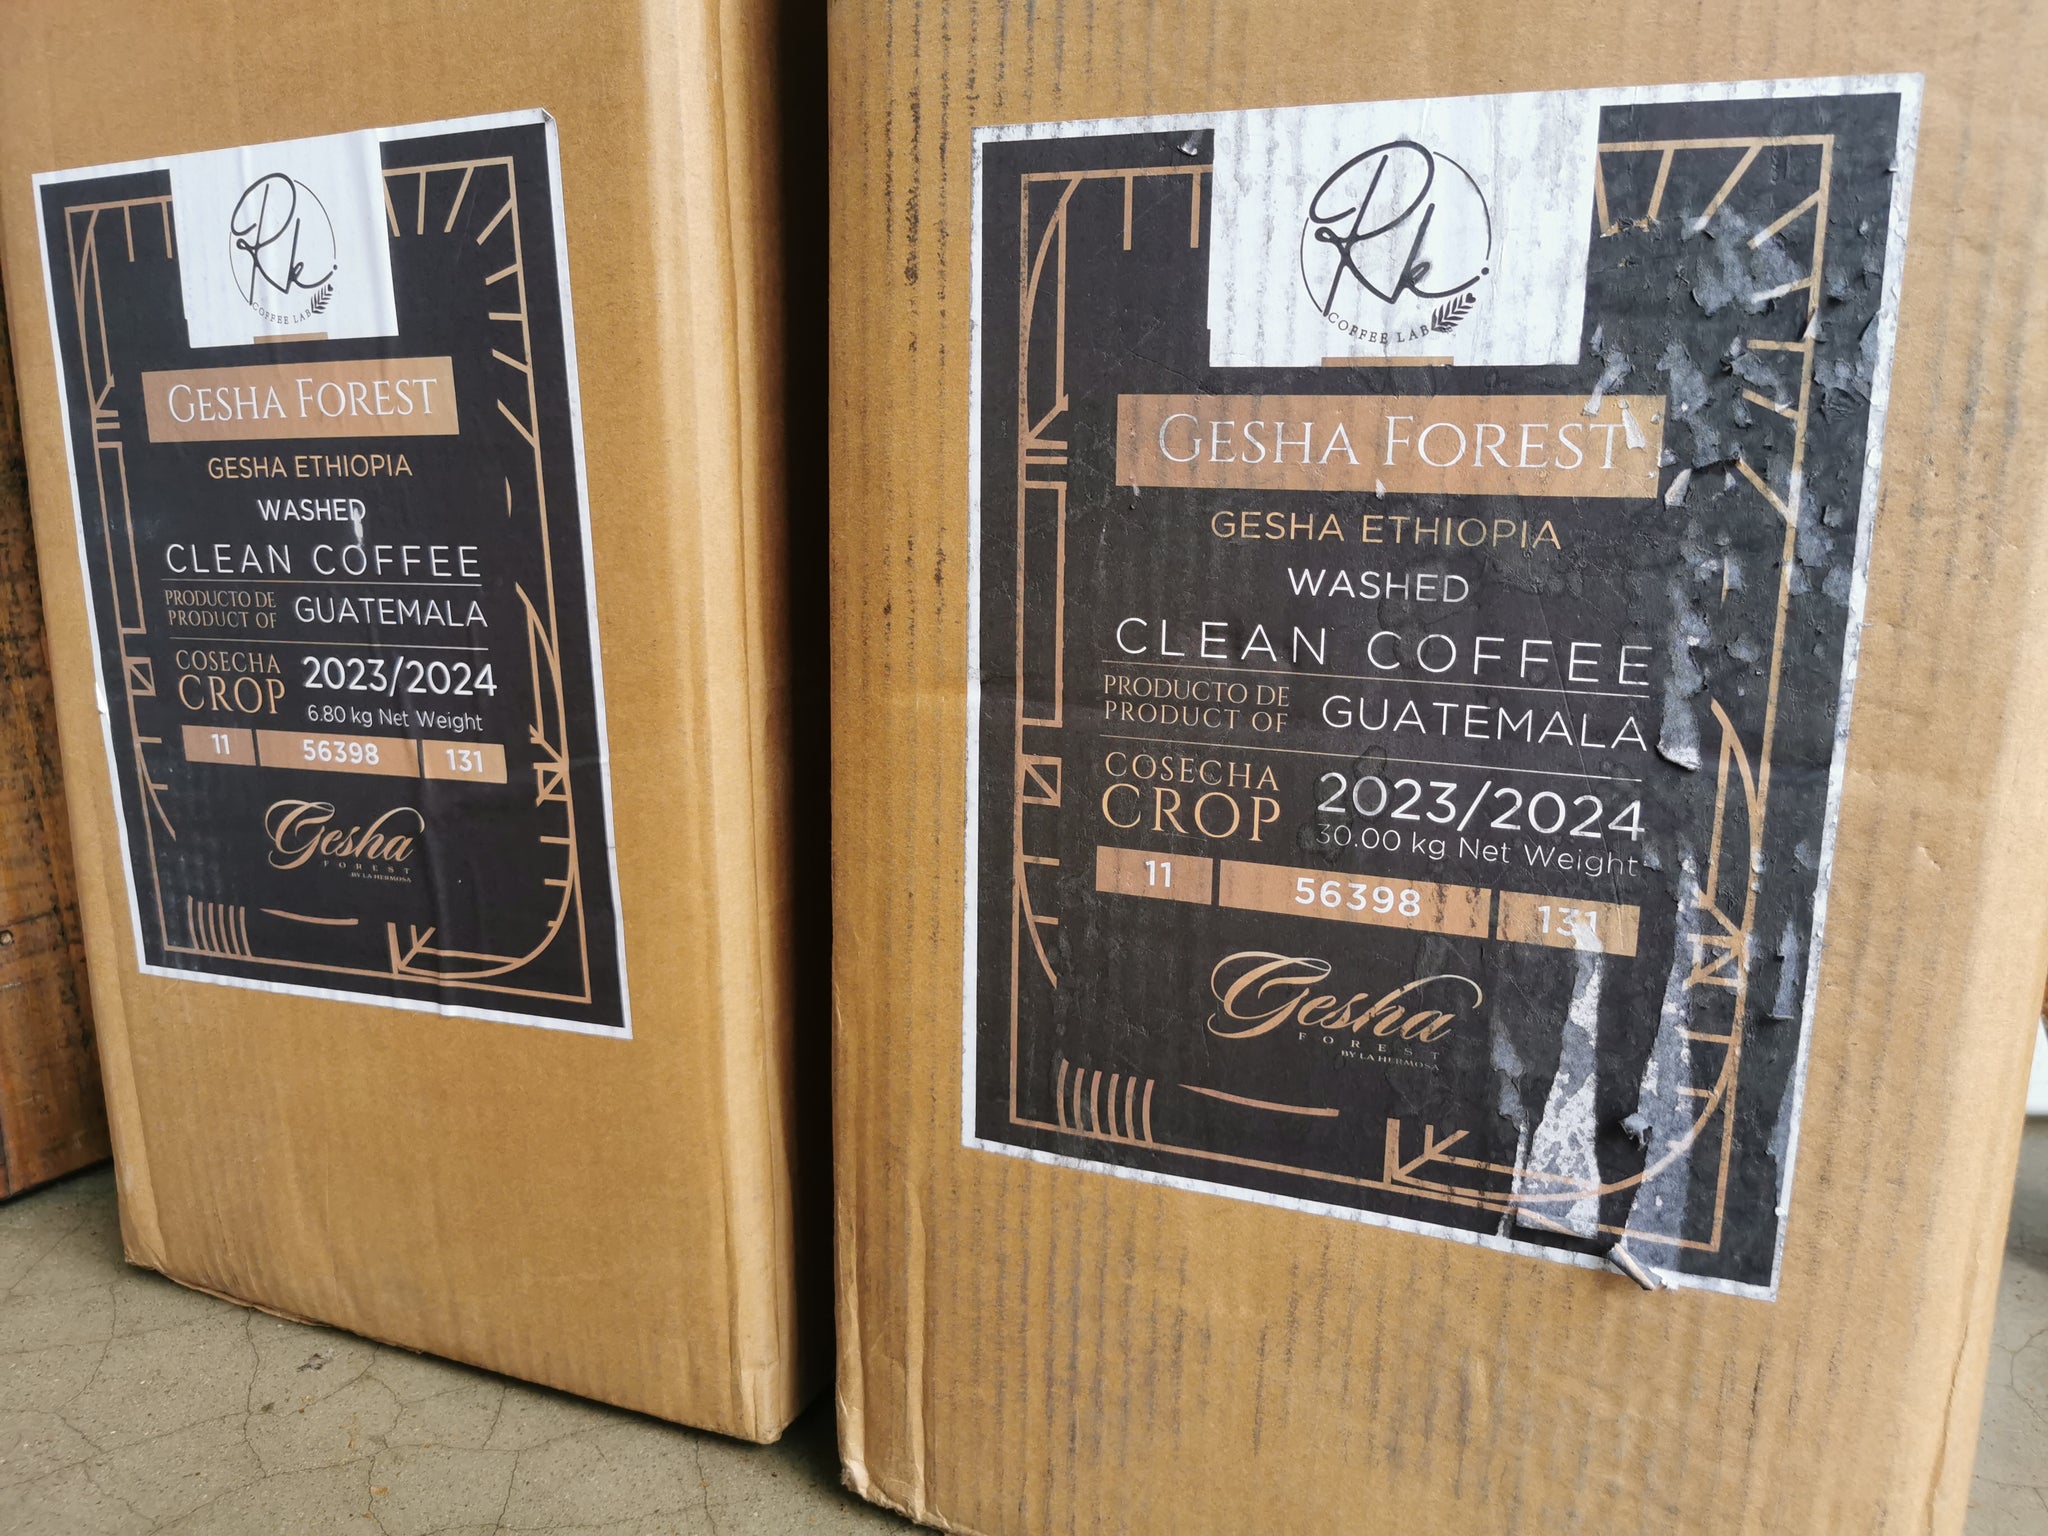 Rk.
COFFEE LAB
GESHA FOREST
GESHA ETHIOPIA
WASHED
CLEAN COFFEE
PRODUCTO DE
PRODUCT OF GUATEMALA
COSECHA
CROP 2023/2024
6.80 kg Net Weight
11 56398 131
Gesha
FOREST
BY LA HERMOSA
Rk.
COFFEE LAB
GESHA FOREST
GESHA ETHIOPIA
WASHED
CLEAN COFFEE
PRODUCTO DE
PRODUCT OF GUATEMALA
COSECHA
CROP 2023/2024
30.00 kg Net Weight
11 56398 131
Gesha
FOREST
BY LA HERMOSA